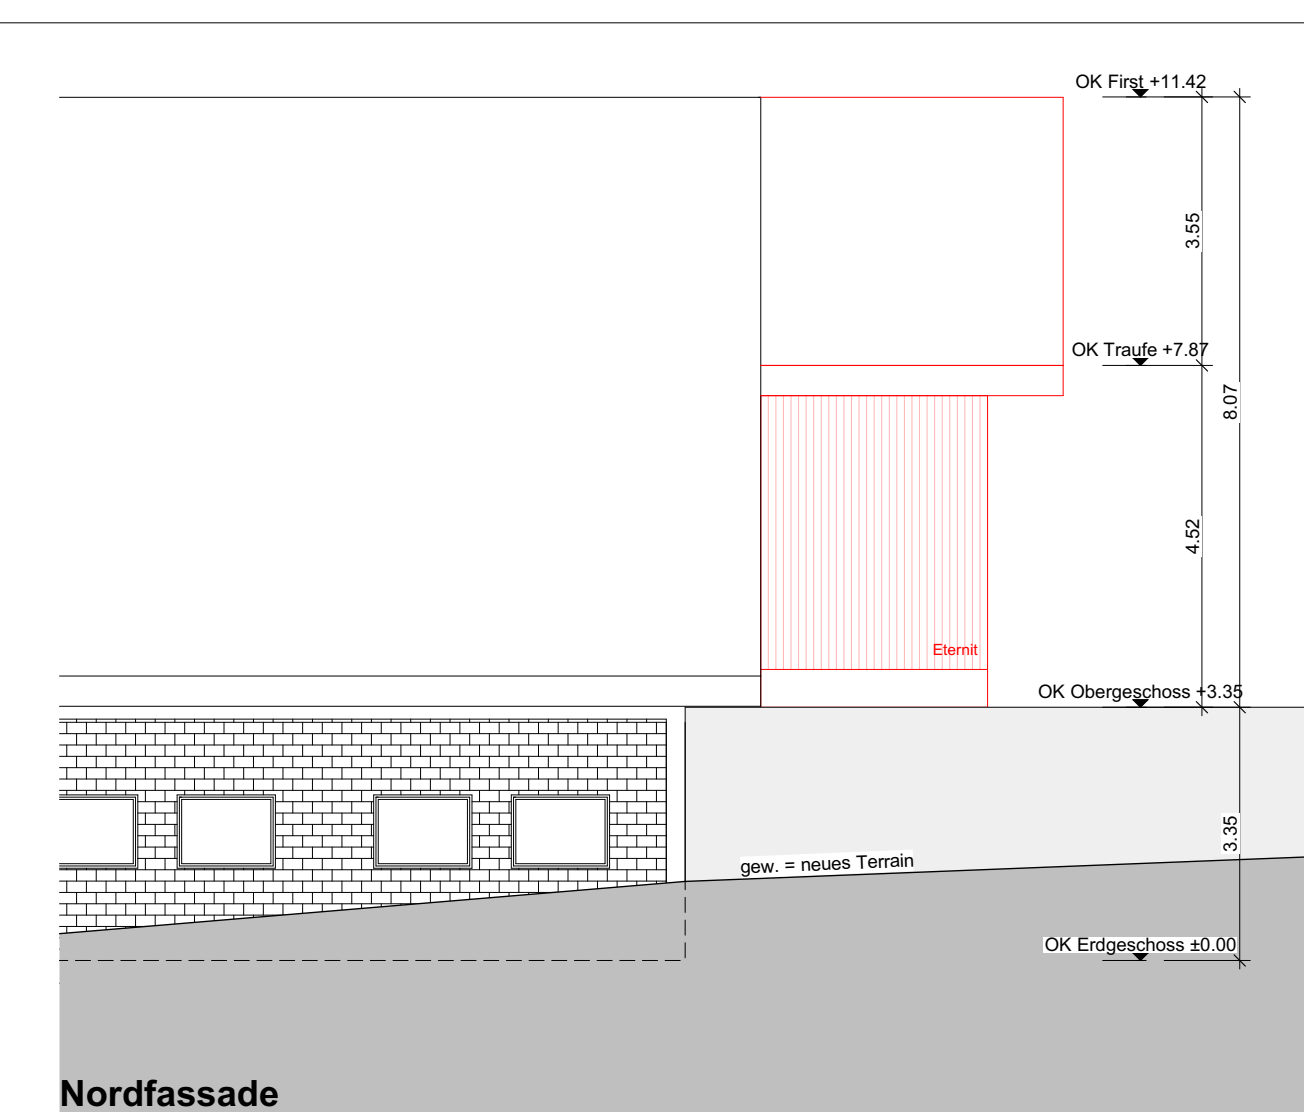 OK First +11.42
3.55
OK Traufe +7.87
8.07
4.52
Eternit
OK Obergeschoss +3.35
3.35
gew. = neues Terrain
OK Erdgeschoss ±0.00
Nordfassade